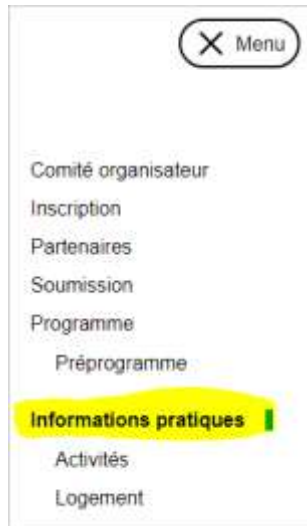 Menu
Comité organisateur
Inscription
Partenaires
Soumission
Programme
Préprogramme
Informations pratiques
Activités
Logement